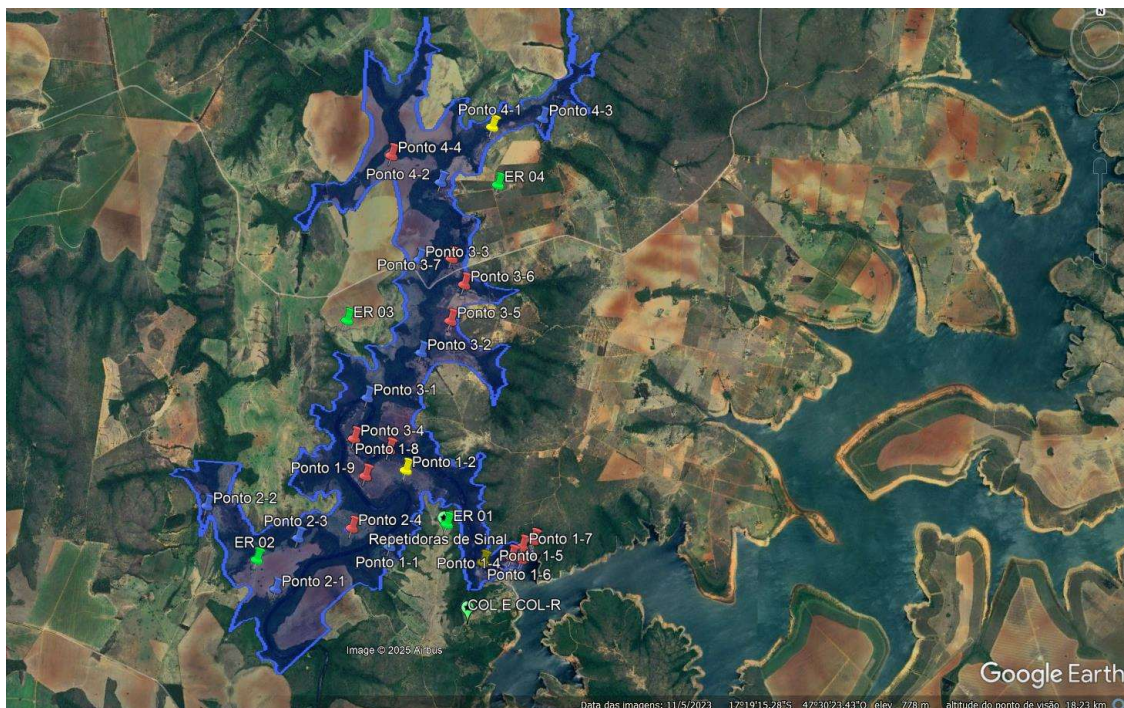 N
Ponto 4-1
Ponto 4-3
Ponto 4-4
Ponto 4-2
ER 04
Ponto 3-3
Ponto 3-7
Ponto 3-6
ER 03
Ponto 3-5
Ponto 3-2
Ponto 3-1
Ponto 3-4
Ponto 1-8
Ponto 1-9
Ponto 1-2
Ponto 2-2
Ponto 2-3
Ponto 2-4
ER 01
ER 02
Repetidoras de Sinal
Ponto 1-7
Ponto 1-1
Ponto 1-4
Ponto 1-5
Ponto 1-6
Ponto 2-1
COL E COL-R
Image © 2025 Airbus
Google Earth
Data das imagens: 11/5/2023 17°19'15.28"S 47°30'23.43"O elev 778 m altitude do ponto de visão 18.23 km